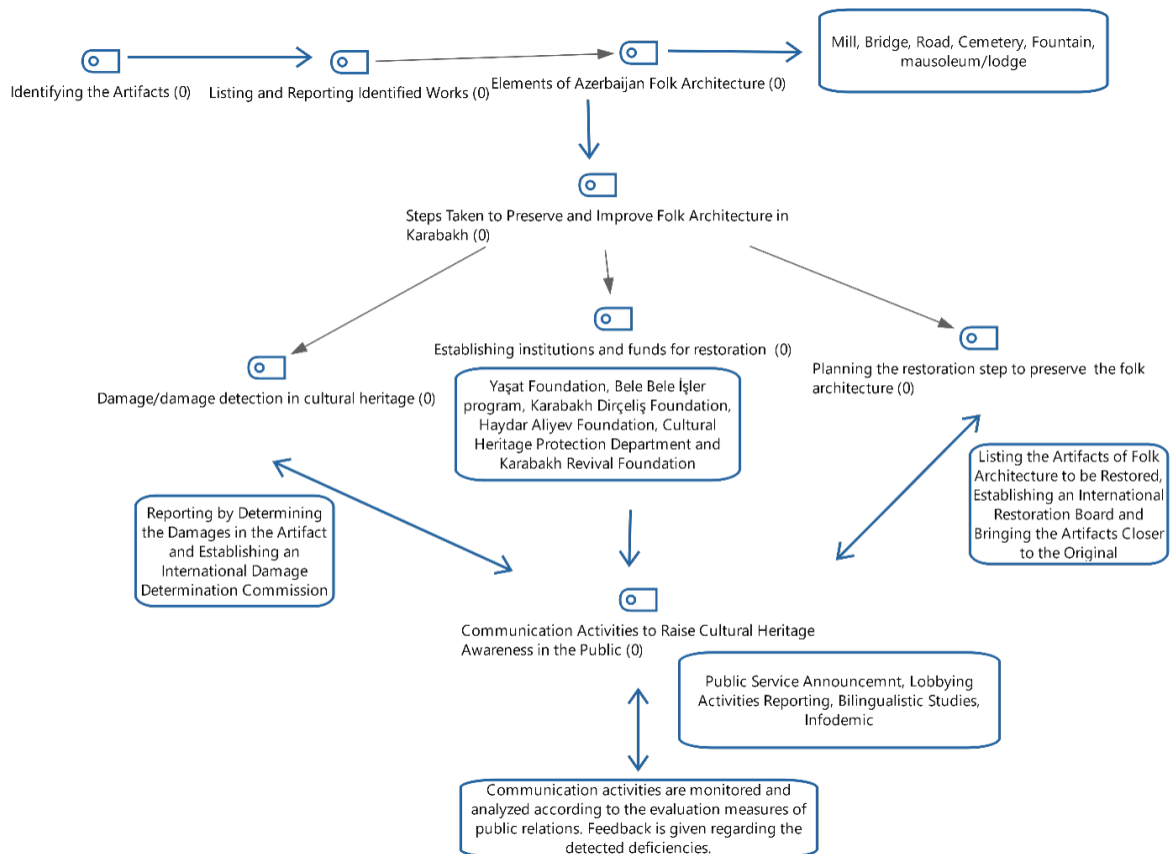 Mill, Bridge, Road, Cemetery, Fountain,
mausoleum/lodge
Identifying the Artifacts (0)
Listing and Reporting Identified Works (0)
Elements of Azerbaijan Folk Architecture (0)
Steps Taken to Preserve and Improve Folk Architecture in
Karabakh (0)
Damage/damage detection in cultural heritage (0)
Establishing institutions and funds for restoration (0)
Planning the restoration step to preserve the folk
architecture (0)
Yaşat Foundation, Bele Bele İşler
program, Karabakh Dirçeliş Foundation,
Haydar Aliyev Foundation, Cultural
Heritage Protection Department and
Karabakh Revival Foundation
Reporting by Determining
the Damages in the Artifact
and Establishing an
International Damage
Determination Commission
Listing the Artifacts of Folk
Architecture to be Restored,
Establishing an International
Restoration Board and
Bringing the Artifacts Closer
to the Original
Communication Activities to Raise Cultural Heritage
Awareness in the Public (0)
Public Service Announcemnt, Lobbying
Activities Reporting, Bilingualistic Studies,
Infodemic
Communication activities are monitored and
analyzed according to the evaluation measures of
public relations. Feedback is given regarding the
detected deficiencies.